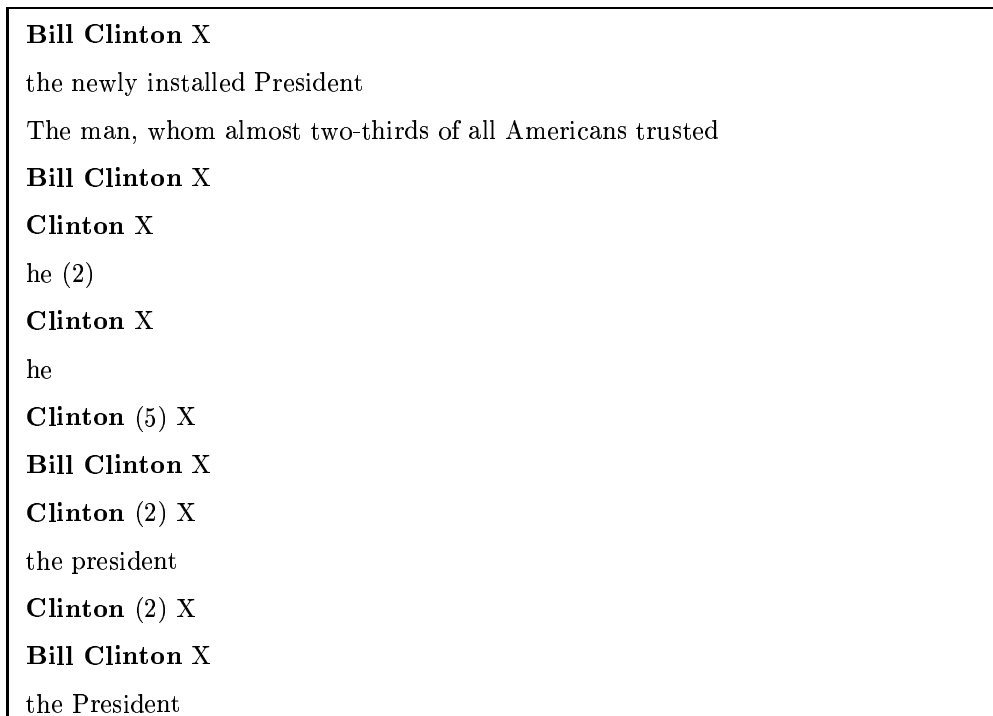 Bill Clinton X
the newly installed President
The man, whom almost two-thirds of all Americans trusted
Bill Clinton X
Clinton X
he (2)
Clinton X
he
Clinton (5) X
Bill Clinton X
Clinton (2) X
the president
Clinton (2) X
Bill Clinton X
the President